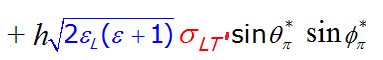 + h√2ε_L(ε + 1) σ_LT' sinθ*_π sinϕ*_π